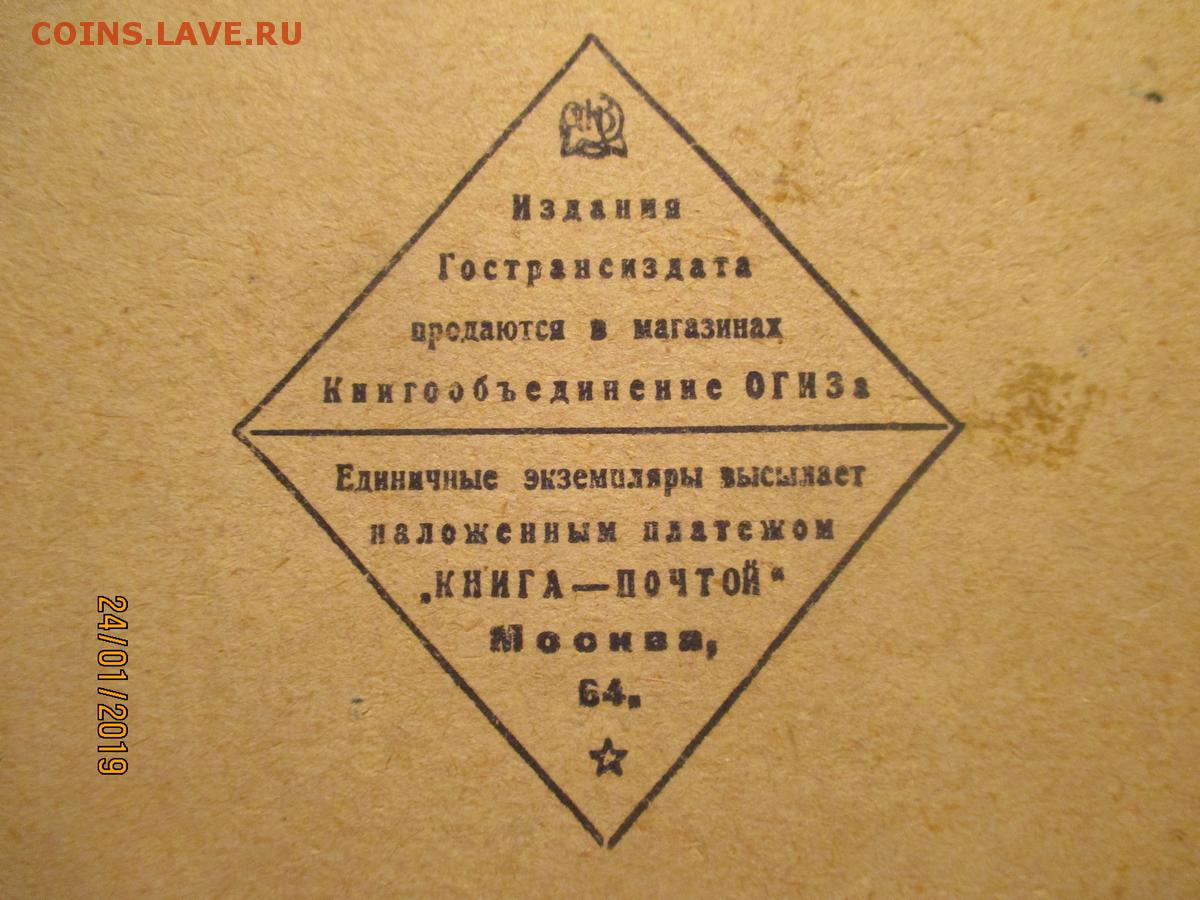 COINS.LAVE.RU
Издания
Гострансиздата
продаются в магазинах
Книгообъединение ОГИЗа
Единичные экземпляры высылает
наложенным платежом
„КНИГА—ПОЧТОЙ“
Москва,
64.
24/01/2019